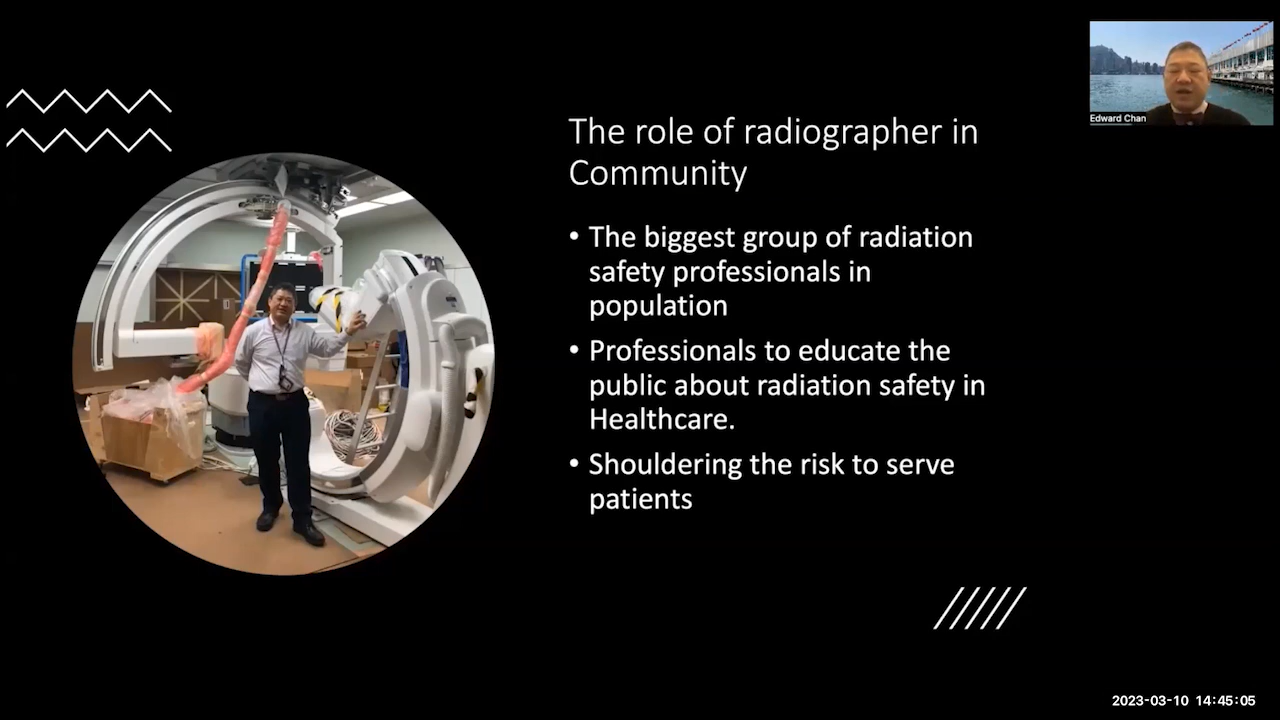 Edward Chan
The role of radiographer in
Community
• The biggest group of radiation
safety professionals in
population
• Professionals to educate the
public about radiation safety in
Healthcare.
• Shouldering the risk to serve
patients
2023-03-10 14:45:05